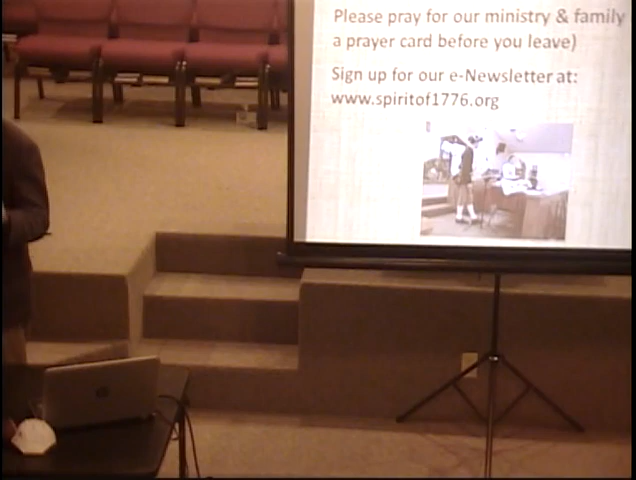 Please pray for our ministry & family
a prayer card before you leave)
Sign up for our e-Newsletter at:
www.spiritof1776.org